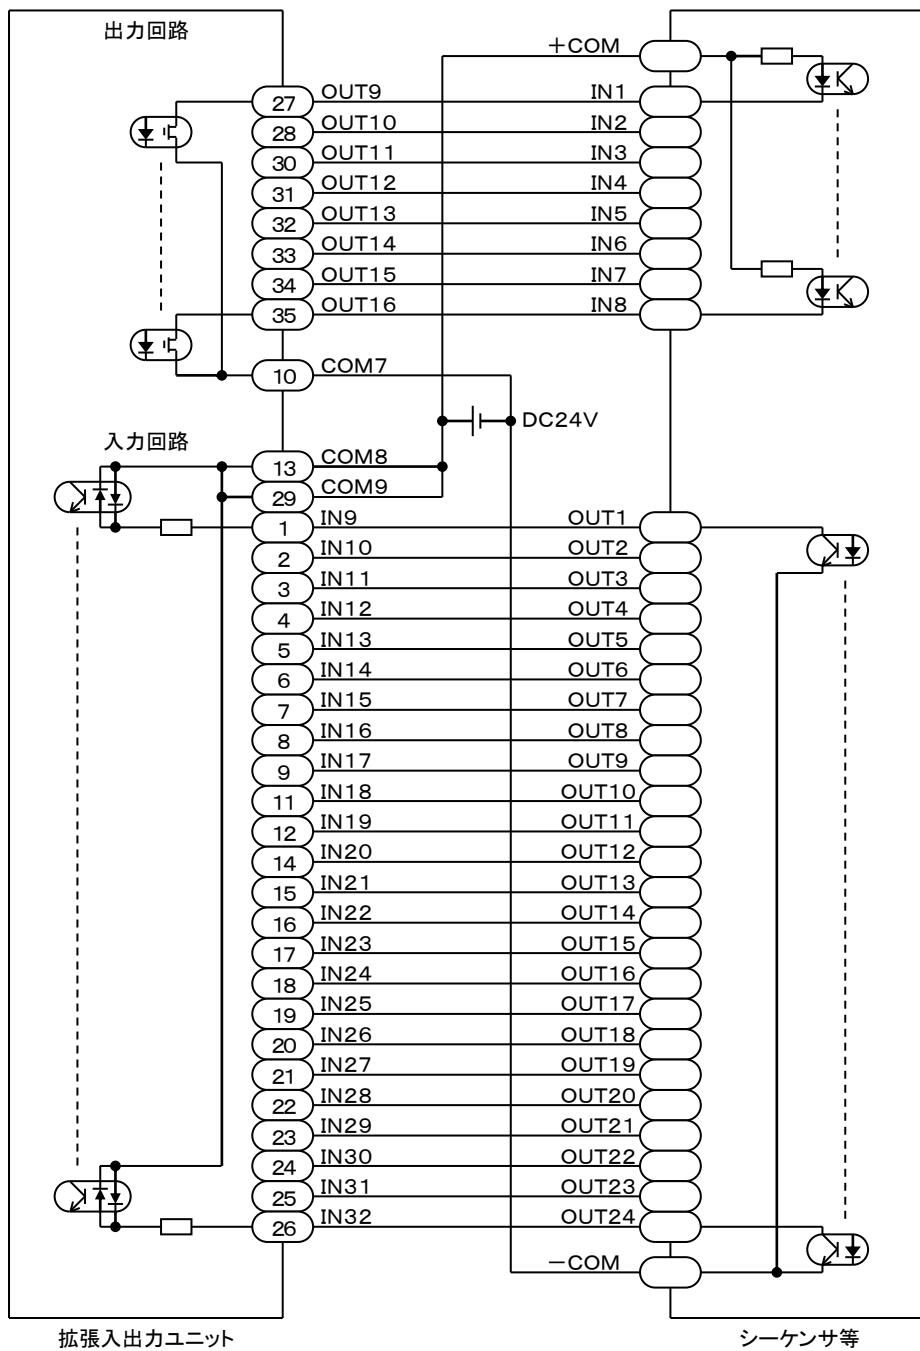 出力回路
＋COM
27 OUT9 IN1
28 OUT10 IN2
30 OUT11 IN3
31 OUT12 IN4
32 OUT13 IN5
33 OUT14 IN6
34 OUT15 IN7
35 OUT16 IN8
10 COM7
DC24V
入力回路
13 COM8
29 COM9
1 IN9 OUT1
2 IN10 OUT2
3 IN11 OUT3
4 IN12 OUT4
5 IN13 OUT5
6 IN14 OUT6
7 IN15 OUT7
8 IN16 OUT8
9 IN17 OUT9
11 IN18 OUT10
12 IN19 OUT11
14 IN20 OUT12
15 IN21 OUT13
16 IN22 OUT14
17 IN23 OUT15
18 IN24 OUT16
19 IN25 OUT17
20 IN26 OUT18
21 IN27 OUT19
22 IN28 OUT20
23 IN29 OUT21
24 IN30 OUT22
25 IN31 OUT23
26 IN32 OUT24
－COM
拡張入出力ユニット シーケンサ等